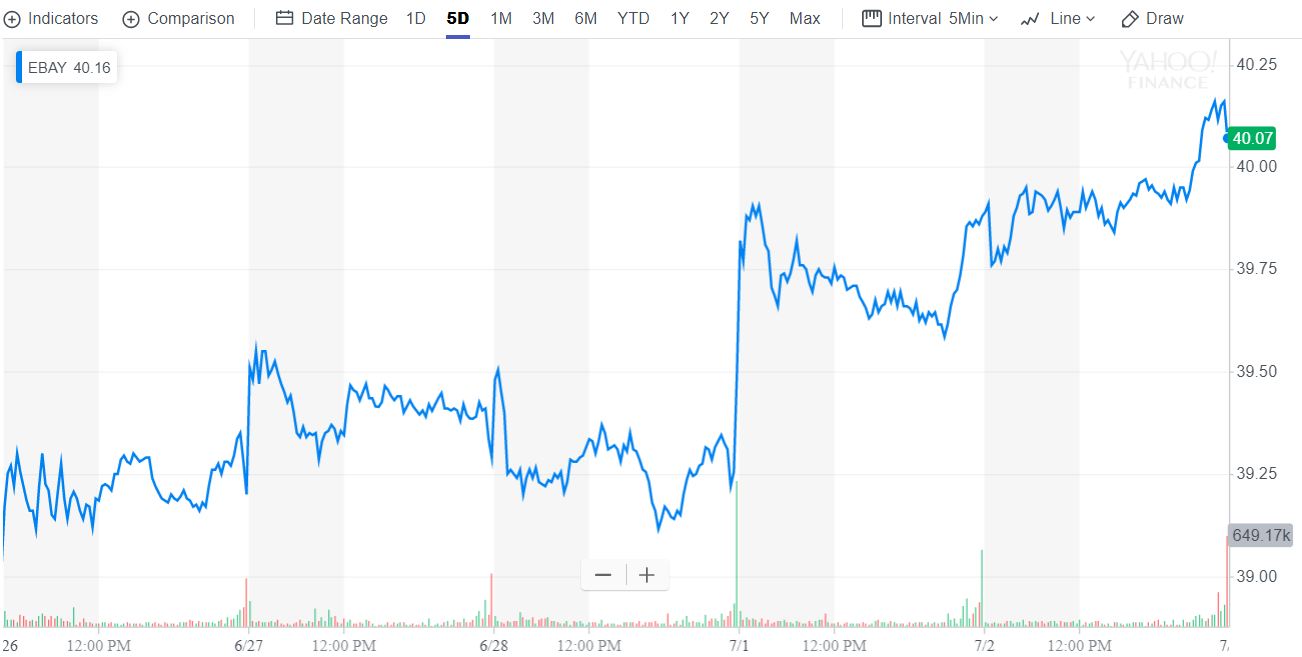 Indicators Comparison Date Range 1D 5D 1M 3M 6M YTD 1Y 2Y 5Y Max Interval 5Min Line Draw
EBAY 40.16
YAHOO!
FINANCE
40.25
40.07
40.00
39.75
39.50
39.25
649.17k
39.00
26 12:00 PM 6/27 12:00 PM 6/28 12:00 PM 7/1 12:00 PM 7/2 12:00 PM 7/